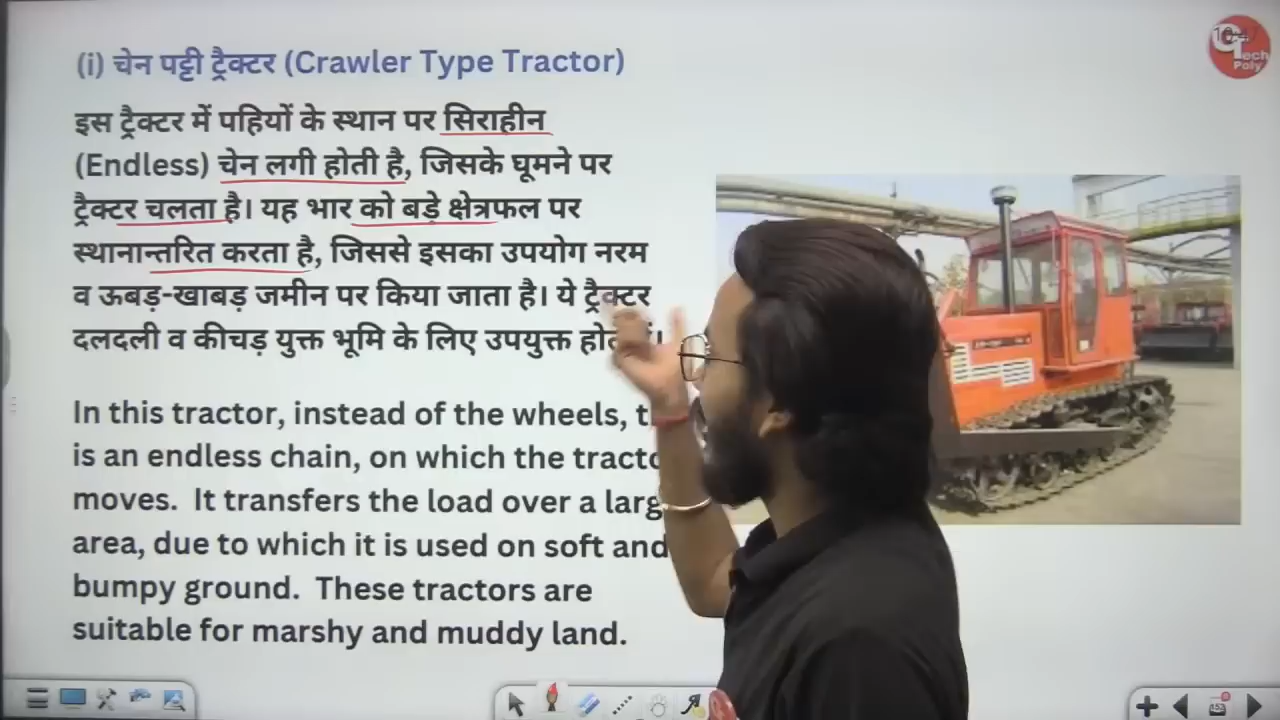 (i) चेन पट्टी ट्रैक्टर (Crawler Type Tractor)
इस ट्रैक्टर में पहियों के स्थान पर सिराहीन
(Endless) चेन लगी होती है, जिसके घूमने पर
ट्रैक्टर चलता है। यह भार को बड़े क्षेत्रफल पर
स्थानान्तरित करता है, जिससे इसका उपयोग नरम
व ऊबड़-खाबड़ जमीन पर किया जाता है। ये ट्रैक्टर
दलदली व कीचड़ युक्त भूमि के लिए उपयुक्त
In this tractor, instead of the wheels,
is an endless chain, on which the
moves. It transfers the load over a
area, due to which it is used on soft and
bumpy ground. These tractors are
suitable for marshy and muddy land.
Tech
Poly